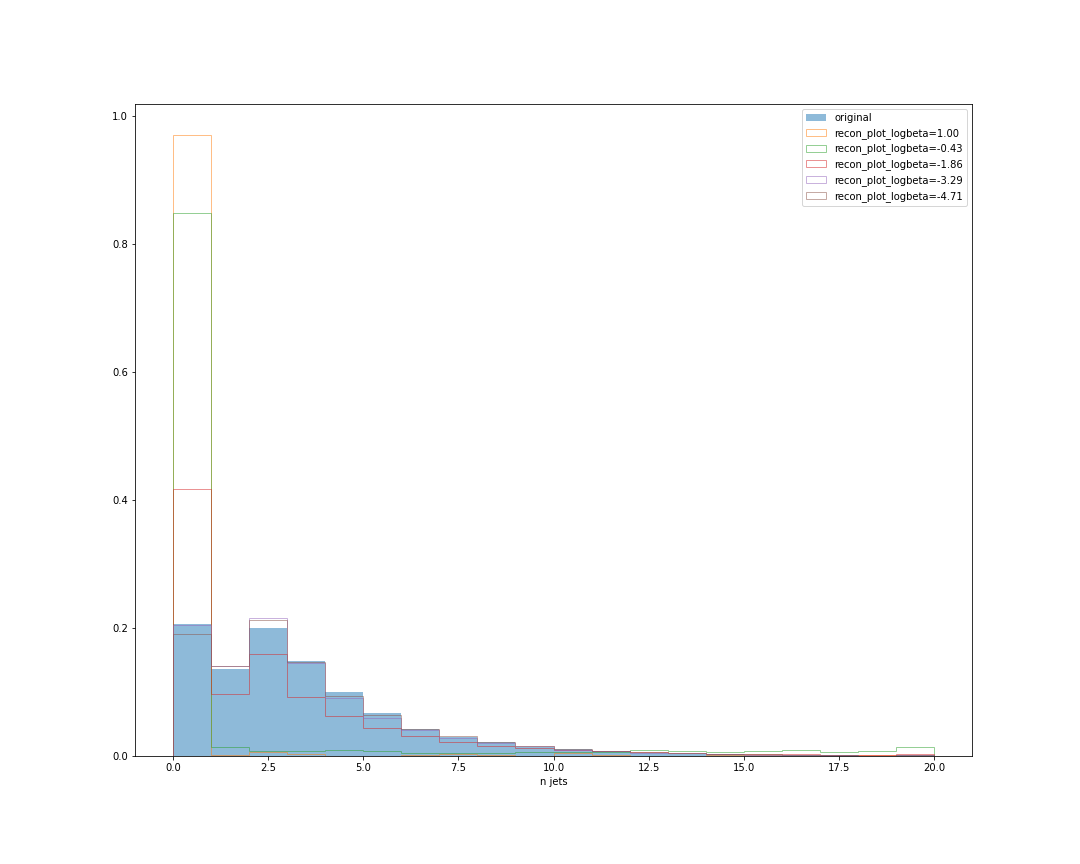 original
recon_plot_logbeta=1.00
recon_plot_logbeta=-0.43
recon_plot_logbeta=-1.86
recon_plot_logbeta=-3.29
recon_plot_logbeta=-4.71
1.0
0.8
0.6
0.4
0.2
0.0
0.0 2.5 5.0 7.5 10.0 12.5 15.0 17.5 20.0
n jets